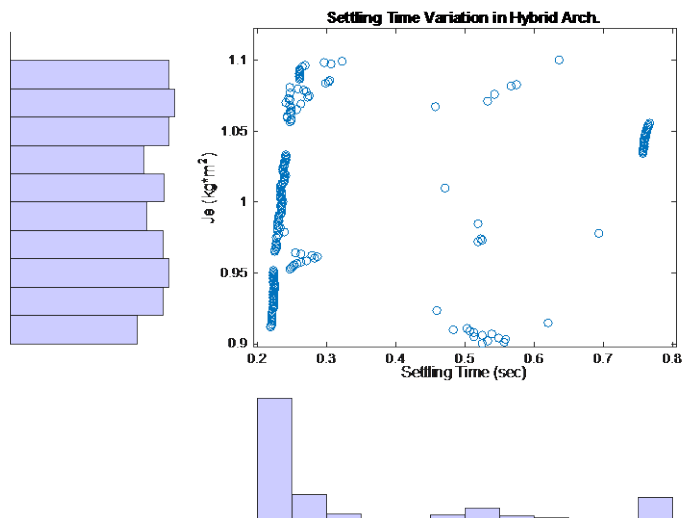 Settling Time Variation in Hybrid Arch.
1.1
1.05
1
0.95
0.9
Js (kg*m²)
0.2 0.3 0.4 0.5 0.6 0.7 0.8
Settling Time (sec)